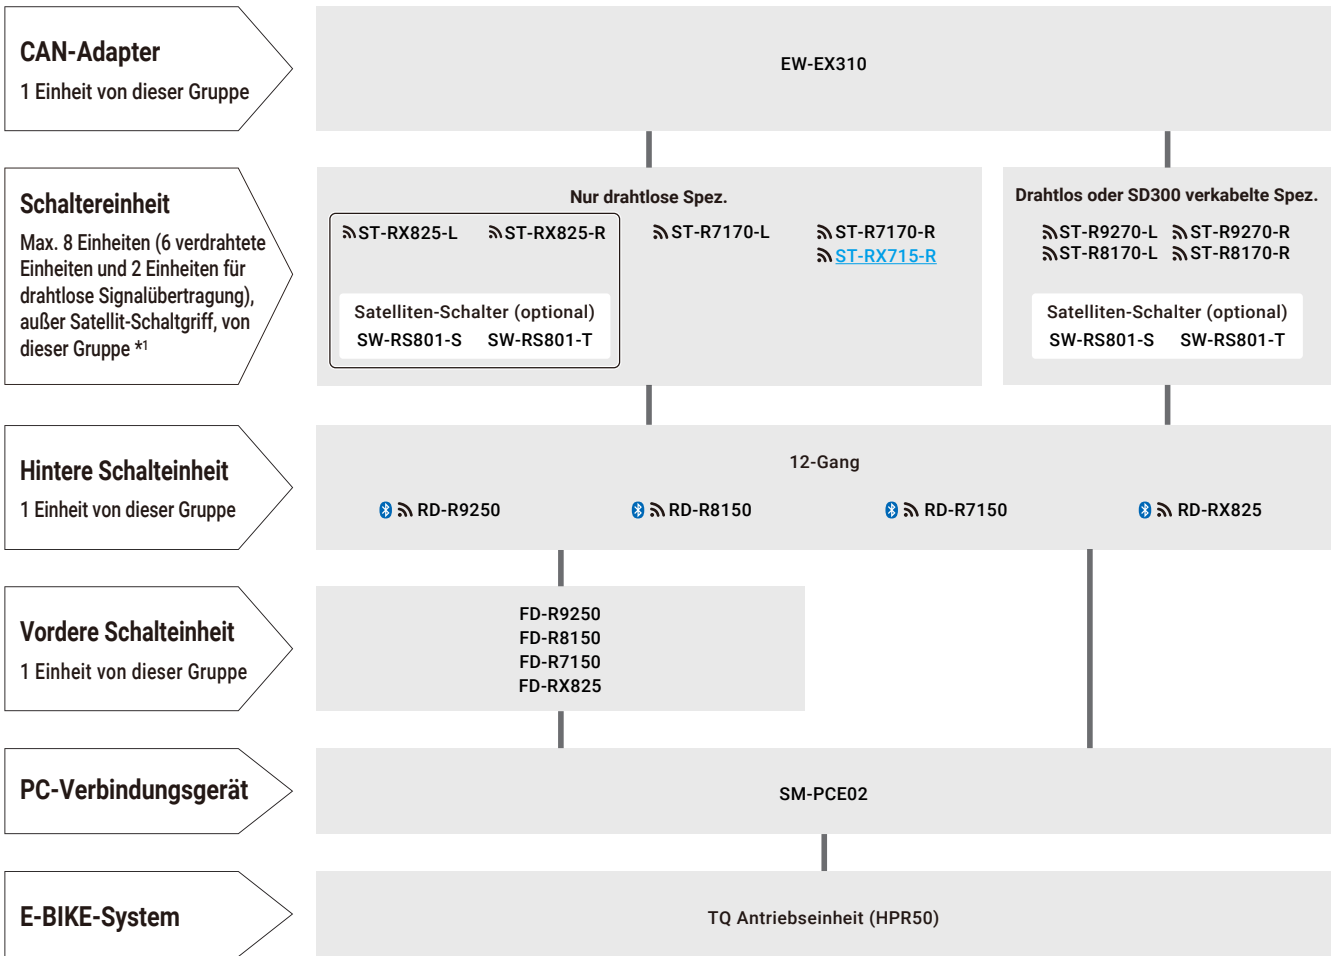 CAN-Adapter
1 Einheit von dieser Gruppe
EW-EX310
Schaltereinheit
Max. 8 Einheiten (6 verdrahtete
Einheiten und 2 Einheiten für
drahtlose Signalübertragung),
außer Satellit-Schaltgriff, von
dieser Gruppe *1
Nur drahtlose Spez.
ST-RX825-L ST-RX825-R ST-R7170-L ST-R7170-R
ST-RX715-R
Satelliten-Schalter (optional)
SW-RS801-S SW-RS801-T
Drahtlos oder SD300 verkabelte Spez.
ST-R9270-L ST-R9270-R
ST-R8170-L ST-R8170-R
Satelliten-Schalter (optional)
SW-RS801-S SW-RS801-T
Hintere Schalteinheit
1 Einheit von dieser Gruppe
12-Gang
RD-R9250 RD-R8150 RD-R7150 RD-RX825
Vordere Schalteinheit
1 Einheit von dieser Gruppe
FD-R9250
FD-R8150
FD-R7150
FD-RX825
PC-Verbindungsgerät
SM-PCE02
E-BIKE-System
TQ Antriebseinheit (HPR50)